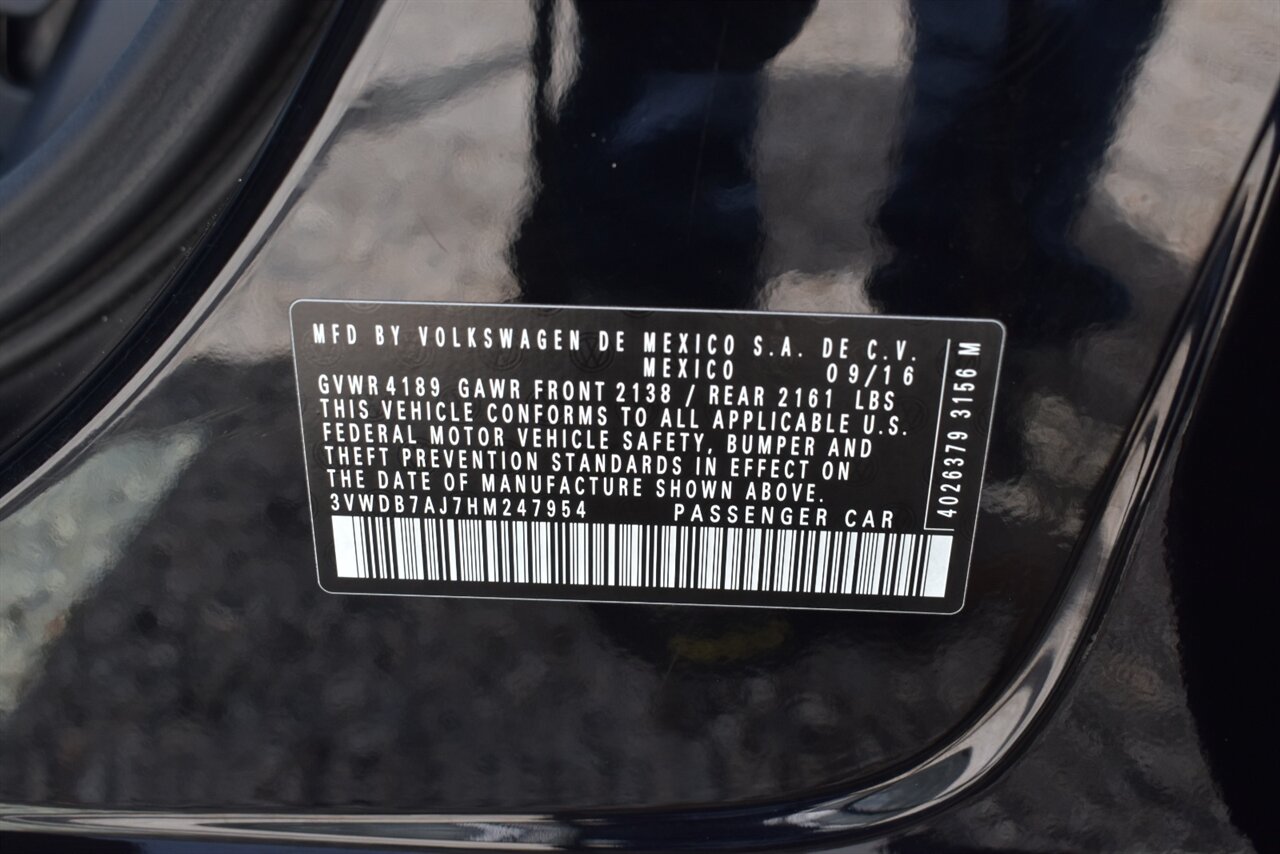 MFD BY VOLKSWAGEN DE MEXICO S.A. DE C.V.
MEXICO 09/16
GVWR 4189 GAWR FRONT 2138 / REAR 2161 LBS
THIS VEHICLE CONFORMS TO ALL APPLICABLE U.S.
FEDERAL MOTOR VEHICLE SAFETY, BUMPER AND
THEFT PREVENTION STANDARDS IN EFFECT ON
THE DATE OF MANUFACTURE SHOWN ABOVE.
3VWDB7AJ7HM247954 PASSENGER CAR
4026379 3156 M